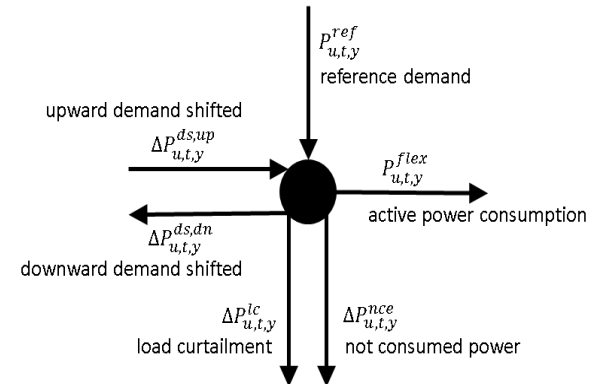 P^{ref}_{u,t,y}
reference demand
upward demand shifted
ΔP^{ds,up}_{u,t,y}
P^{flex}_{u,t,y}
active power consumption
ΔP^{ds,dn}_{u,t,y}
downward demand shifted
ΔP^{lc}_{u,t,y}
load curtailment
ΔP^{nce}_{u,t,y}
not consumed power